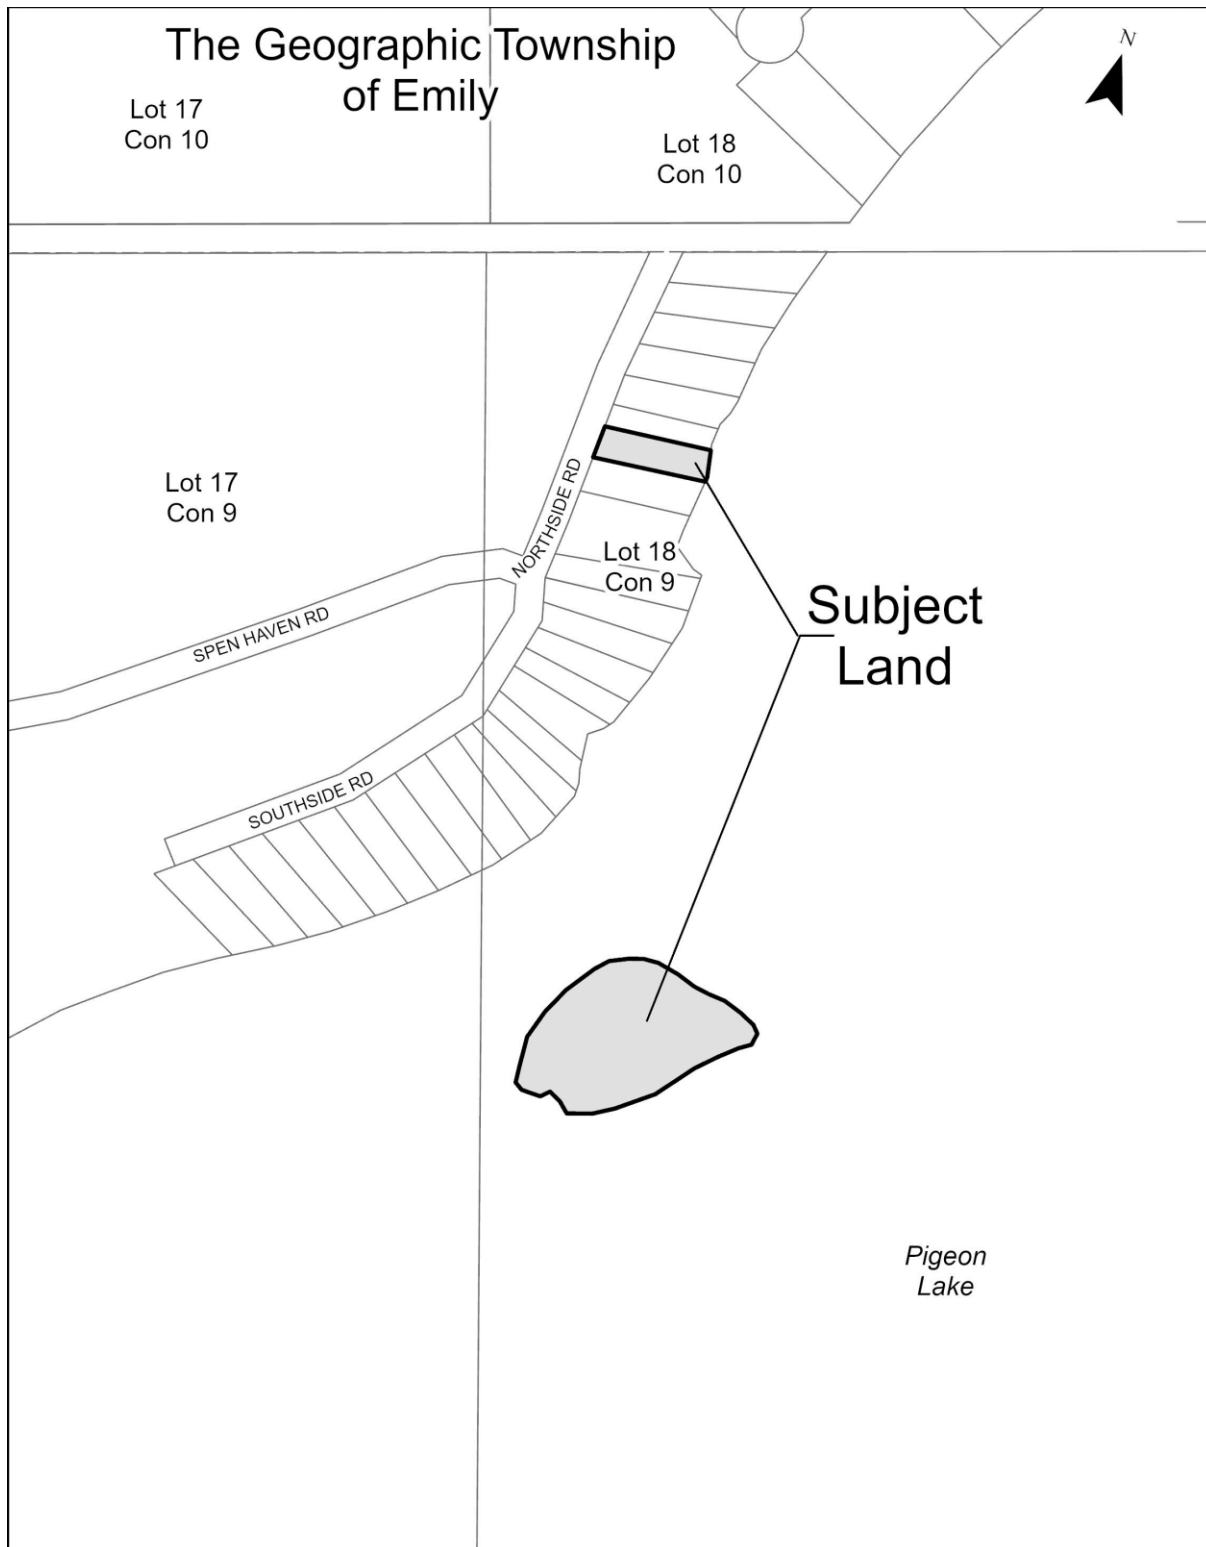 The Geographic Township
of Emily
N
Lot 17
Con 10
Lot 18
Con 10
Lot 17
Con 9
NORTHSIDE RD
Lot 18
Con 9
SPEN HAVEN RD
Subject
Land
SOUTHSIDE RD
Pigeon
Lake